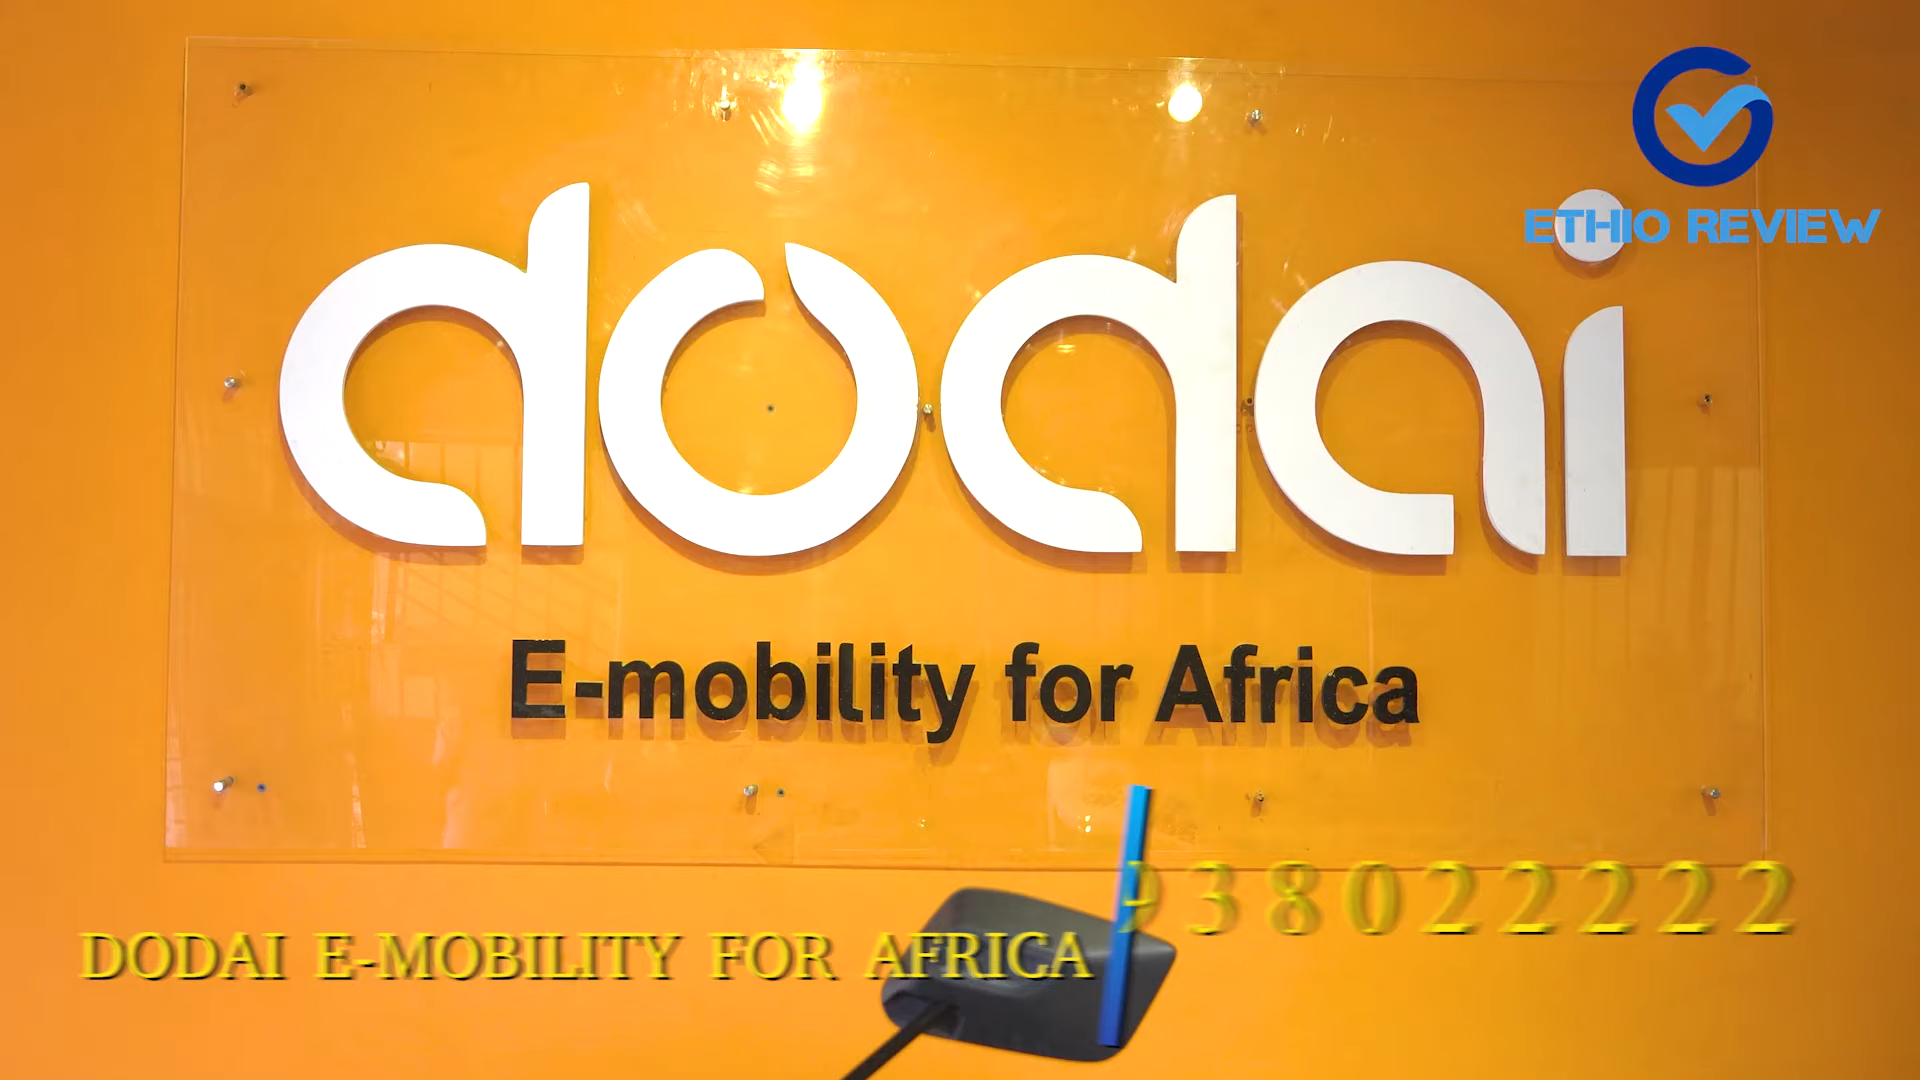 ETHIO REVIEW
dodai
E-mobility for Africa
938022222
DODAI E-MOBILITY FOR AFRICA